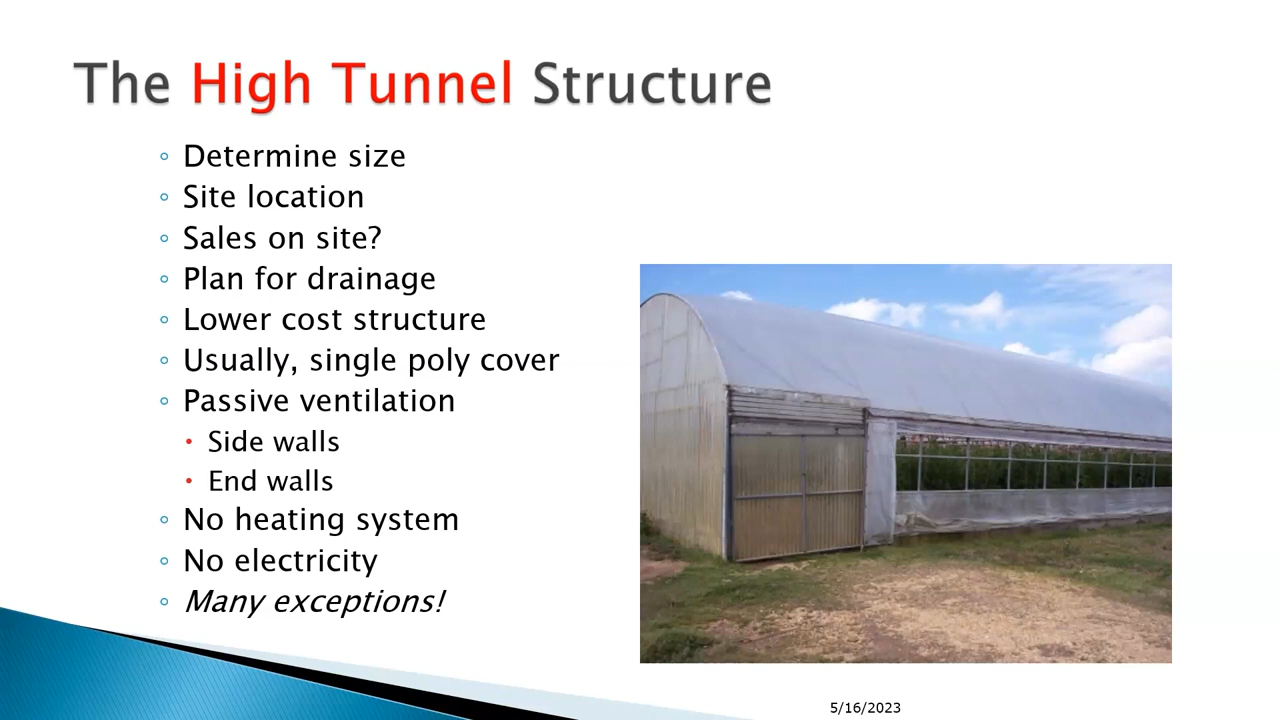 The High Tunnel Structure
Determine size
Site location
Sales on site?
Plan for drainage
Lower cost structure
Usually, single poly cover
Passive ventilation
Side walls
End walls
No heating system
No electricity
Many exceptions!
5/16/2023